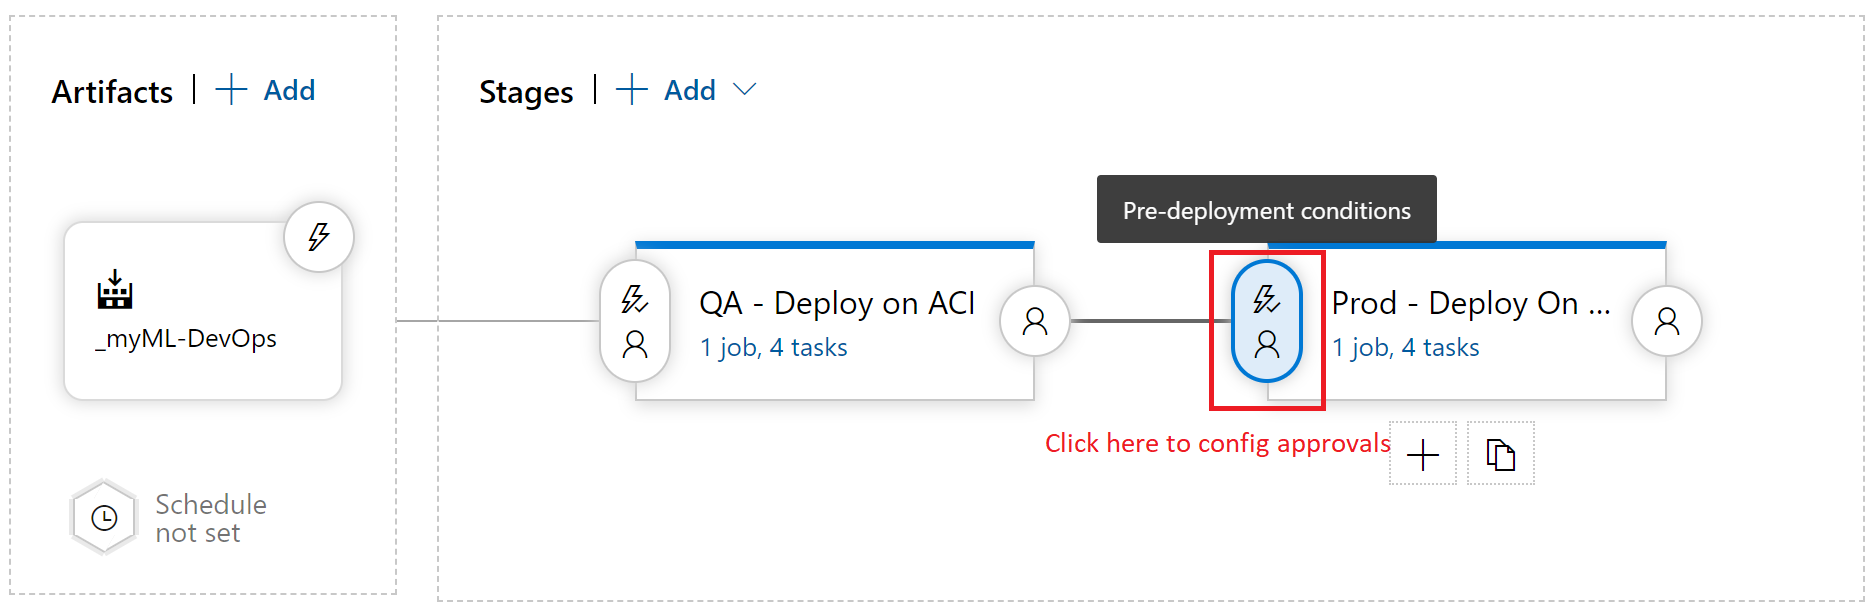 Artifacts | Add
Stages | Add
Pre-deployment conditions
_myML-DevOps
QA - Deploy on ACI
1 job, 4 tasks
Prod - Deploy On ...
1 job, 4 tasks
Click here to config approvals
Schedule
not set